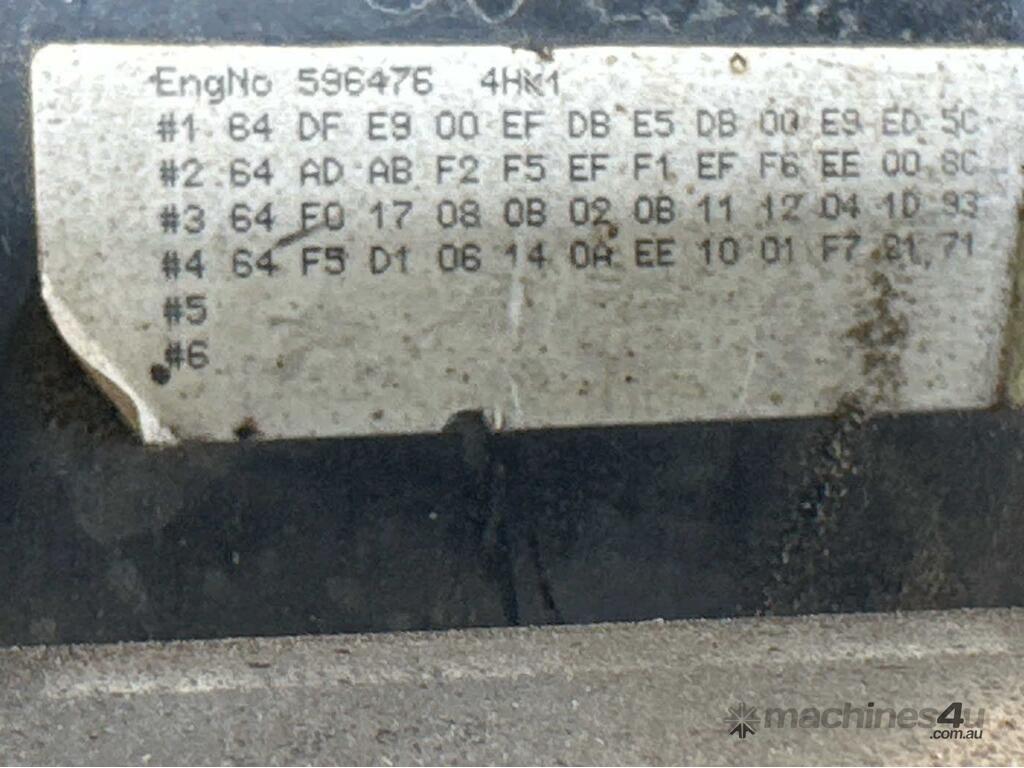 EngNo 596476 4HK1
#1 64 DF E9 00 EF DB E5 DB 00 E9 ED 5C
#2 64 AD AB F2 F5 EF F1 EF F6 EE 00 8C
#3 64 F0 17 08 0B 02 0B 11 12 04 1D 93
#4 64 F5 D1 06 14 0A EE 10 01 F7 21 71
#5
#6
machines4u
.com.au